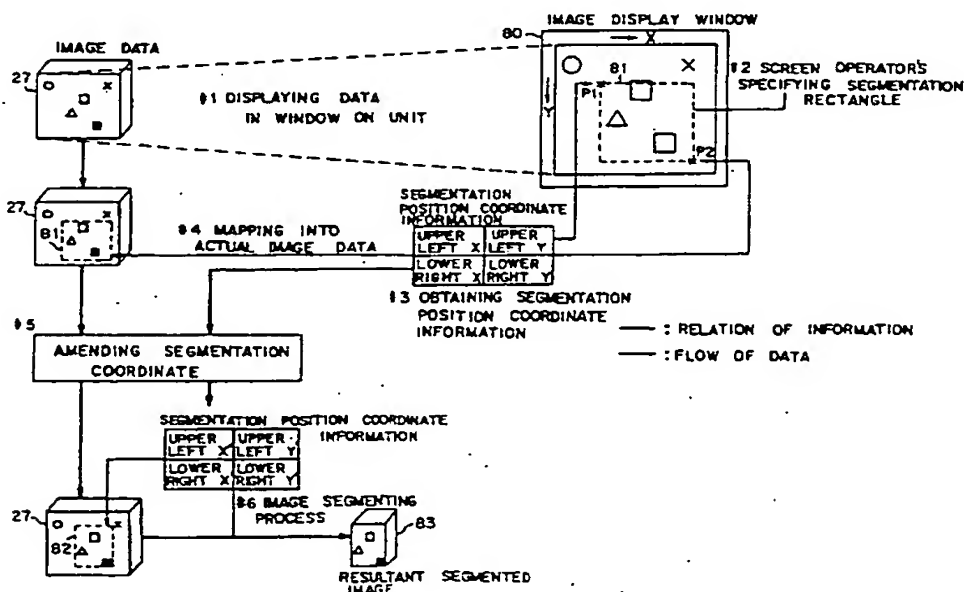 IMAGE DISPLAY WINDOW
80
X
IMAGE DATA
27
#1 DISPLAYING DATA
IN WINDOW ON UNIT
81
P1
Y
P2
#2 SCREEN OPERATOR'S
SPECIFYING SEGMENTATION
RECTANGLE
27
81
#4 MAPPING INTO
ACTUAL IMAGE DATA
SEGMENTATION
POSITION COORDINATE
INFORMATION
UPPER LEFT X
UPPER LEFT Y
LOWER RIGHT X
LOWER RIGHT Y
#3 OBTAINING SEGMENTATION
POSITION COORDINATE
INFORMATION
: RELATION OF INFORMATION
: FLOW OF DATA
#5
AMENDING SEGMENTATION
COORDINATE
SEGMENTATION POSITION COORDINATE
INFORMATION
UPPER LEFT X
UPPER LEFT Y
LOWER RIGHT X
LOWER RIGHT Y
27
82
#6 IMAGE SEGMENTING
PROCESS
83
RESULTANT SEGMENTED
IMAGE